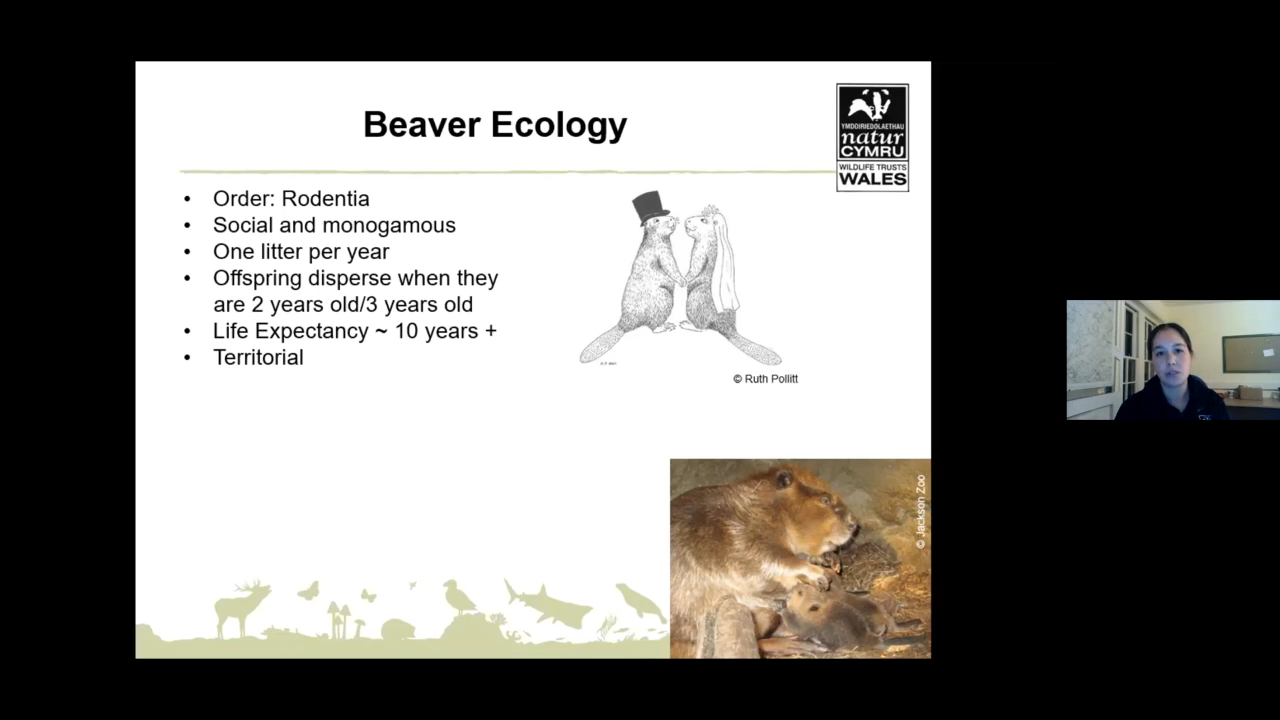 Beaver Ecology
YMDDIRIEDOLAETHAU
natur
CYMRU
WILDLIFE TRUSTS
WALES
• Order: Rodentia
• Social and monogamous
• One litter per year
• Offspring disperse when they
are 2 years old/3 years old
• Life Expectancy ~ 10 years +
• Territorial
© Ruth Pollitt
© Jackson Zoo